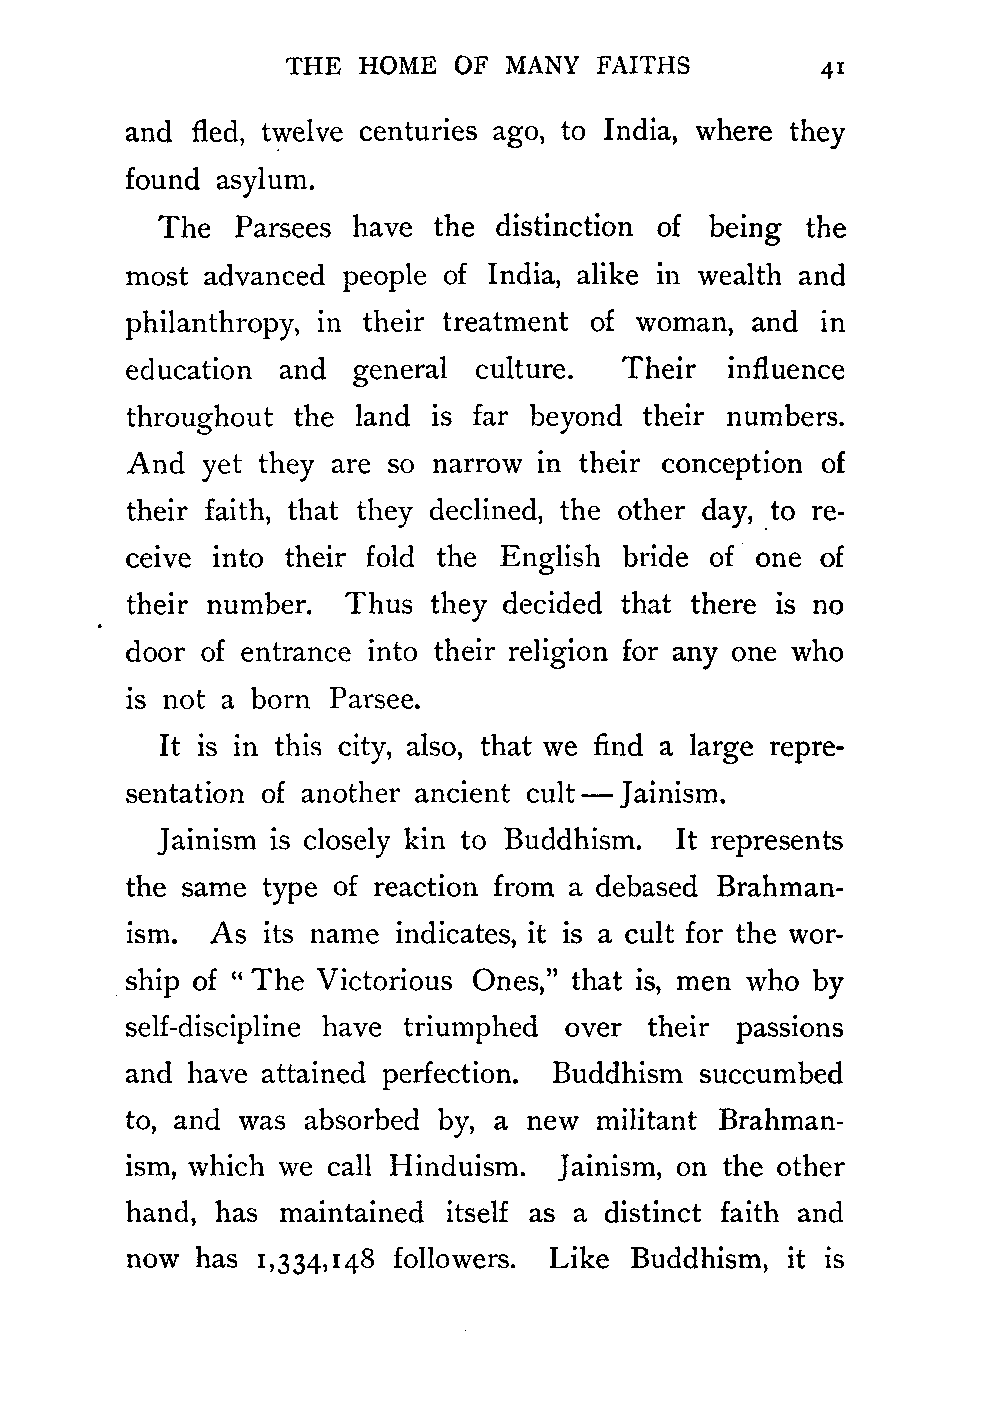 THE HOME OF MANY FAITHS 41
and fled, twelve centuries ago, to India, where they
found asylum.
The Parsees have the distinction of being the
most advanced people of India, alike in wealth and
philanthropy, in their treatment of woman, and in
education and general culture. Their influence
throughout the land is far beyond their numbers.
And yet they are so narrow in their conception of
their faith, that they declined, the other day, to re-
ceive into their fold the English bride of one of
their number. Thus they decided that there is no
door of entrance into their religion for any one who
is not a born Parsee.
It is in this city, also, that we find a large repre-
sentation of another ancient cult — Jainism.
Jainism is closely kin to Buddhism. It represents
the same type of reaction from a debased Brahman-
ism. As its name indicates, it is a cult for the wor-
ship of “ The Victorious Ones,” that is, men who by
self-discipline have triumphed over their passions
and have attained perfection. Buddhism succumbed
to, and was absorbed by, a new militant Brahman-
ism, which we call Hinduism. Jainism, on the other
hand, has maintained itself as a distinct faith and
now has 1,334,148 followers. Like Buddhism, it is